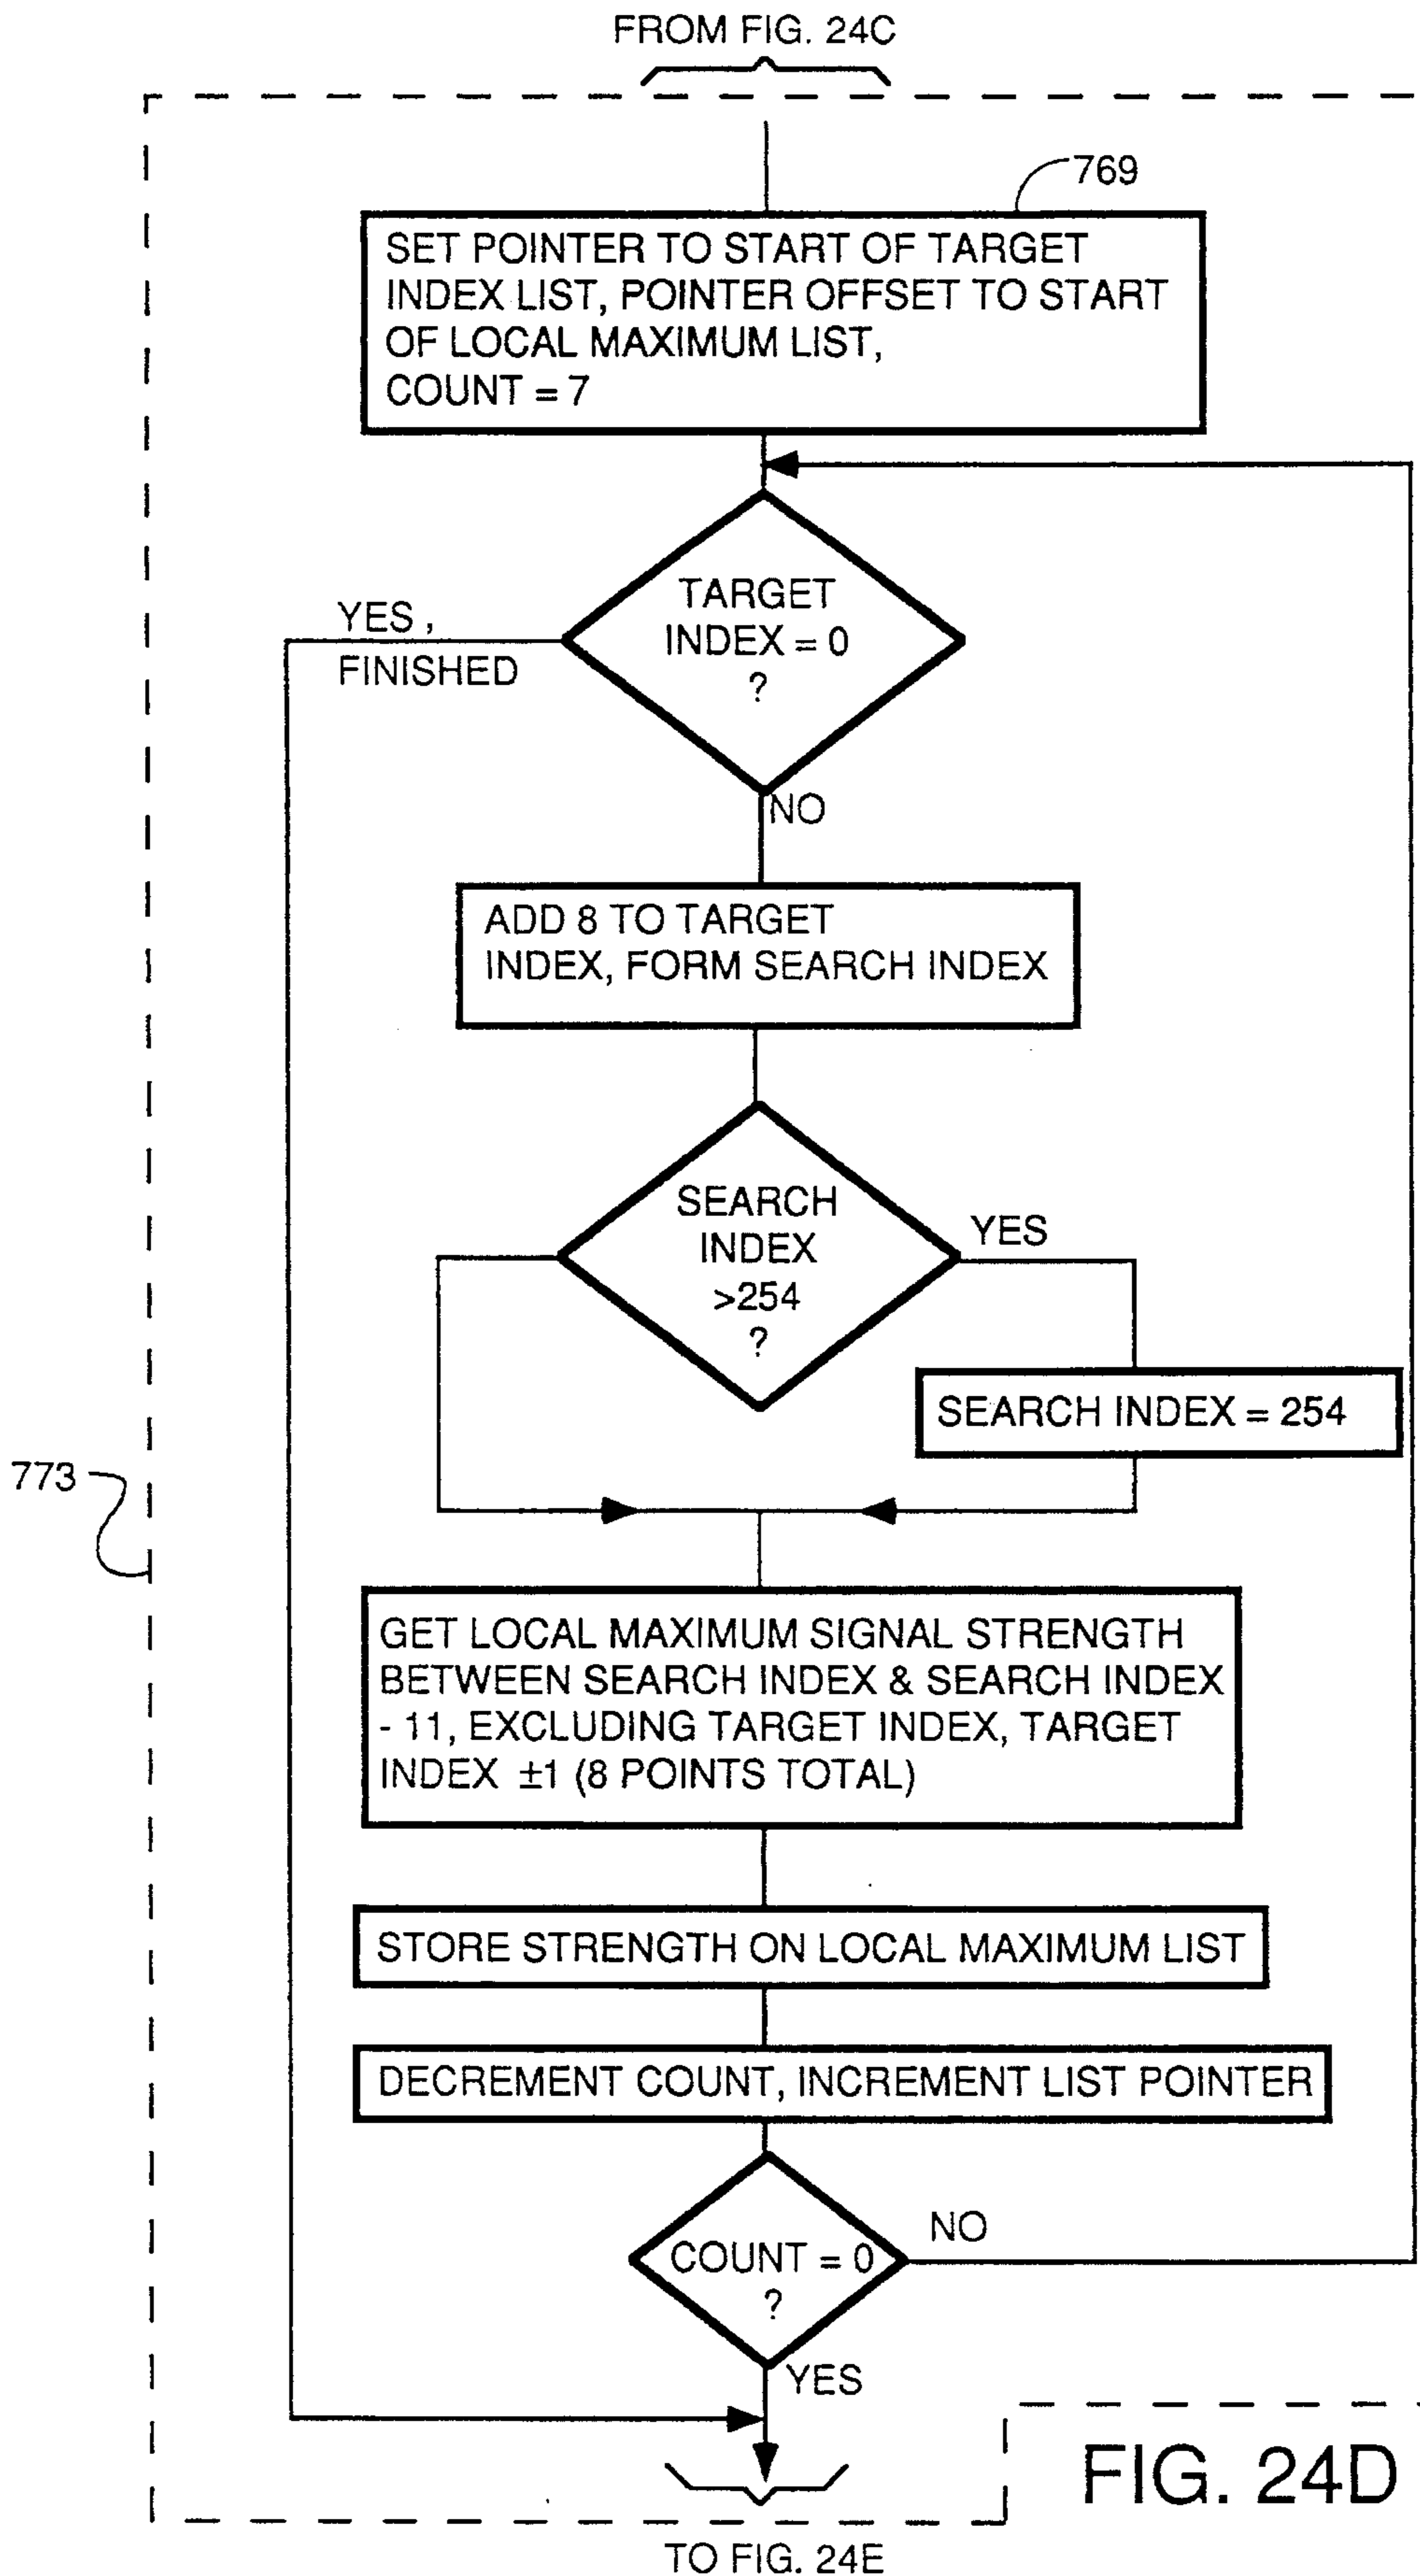 FROM FIG. 24C
769
SET POINTER TO START OF TARGET
INDEX LIST, POINTER OFFSET TO START
OF LOCAL MAXIMUM LIST,
COUNT = 7
TARGET
INDEX = 0
?
YES ,
FINISHED
NO
ADD 8 TO TARGET
INDEX, FORM SEARCH INDEX
SEARCH
INDEX
>254
?
YES
SEARCH INDEX = 254
773
GET LOCAL MAXIMUM SIGNAL STRENGTH
BETWEEN SEARCH INDEX & SEARCH INDEX
- 11, EXCLUDING TARGET INDEX, TARGET
INDEX ±1 (8 POINTS TOTAL)
STORE STRENGTH ON LOCAL MAXIMUM LIST
DECREMENT COUNT, INCREMENT LIST POINTER
COUNT = 0
?
NO
YES
FIG. 24D
TO FIG. 24E